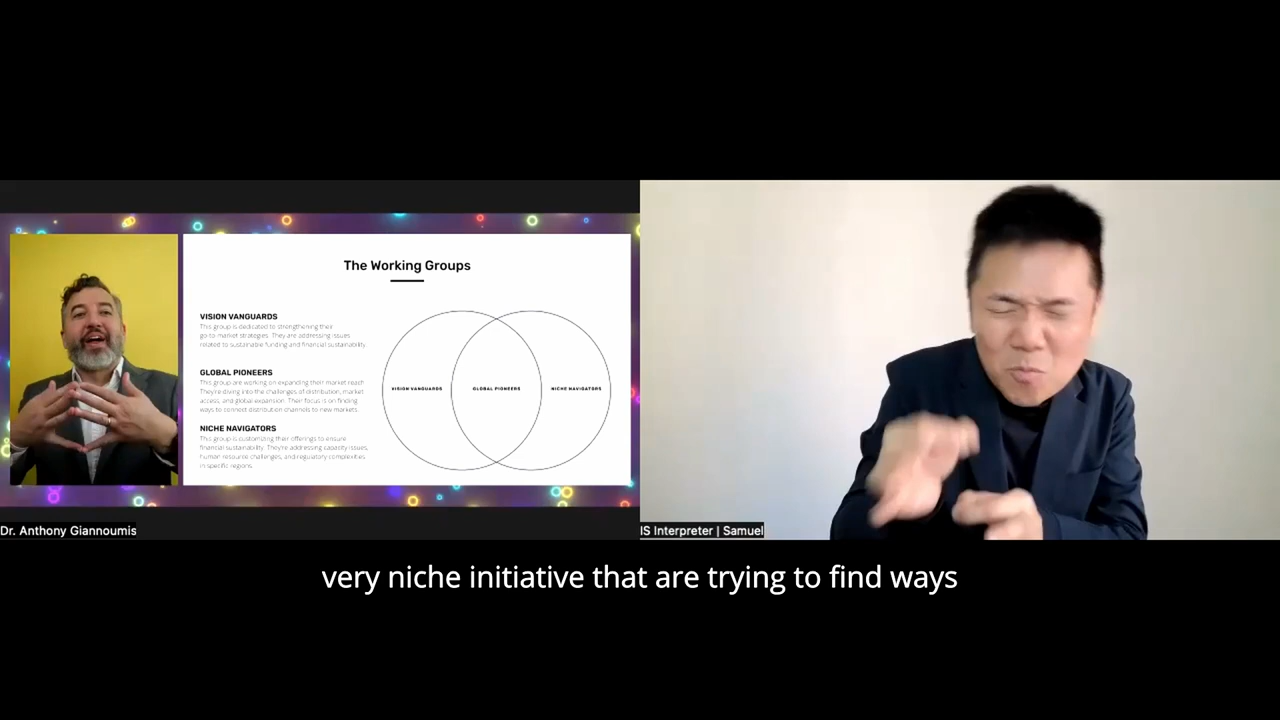 The Working Groups
VISION VANGUARDS
This group is dedicated to strengthening their
go-to-market strategies. They are addressing issues
related to sustainable funding and financial sustainability.
GLOBAL PIONEERS
This group are working on expanding their market reach.
They're diving into the challenges of distribution, market
access, and global expansion. Their focus is on finding
ways to connect distribution channels to new markets.
NICHE NAVIGATORS
This group is customizing their offerings to ensure
financial sustainability. They're addressing capacity issues,
human resource challenges, and regulatory complexities
in specific regions.
VISION VANGUARDS
GLOBAL PIONEERS
NICHE NAVIGATORS
Dr. Anthony Giannoumis
IS Interpreter | Samuel
very niche initiative that are trying to find ways